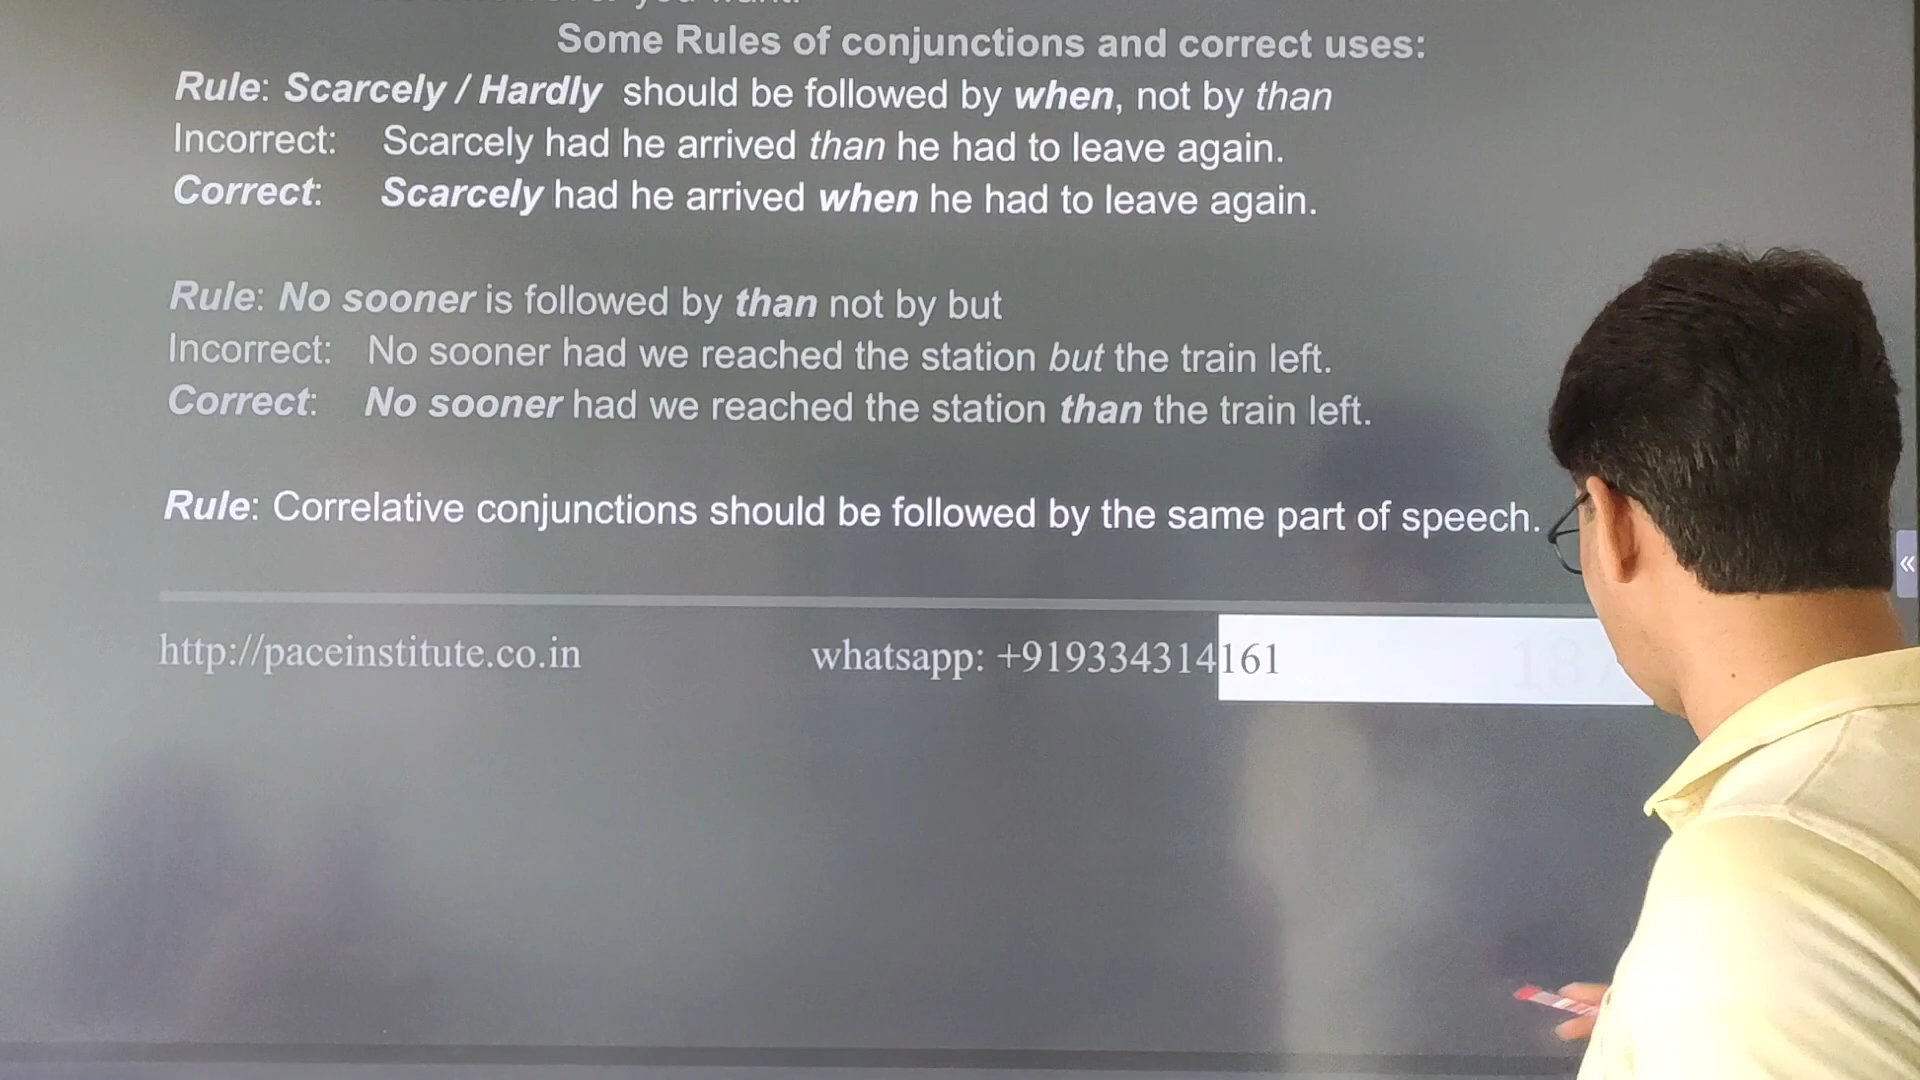 you want.
Some Rules of conjunctions and correct uses:
Rule: Scarcely / Hardly should be followed by when, not by than
Incorrect: Scarcely had he arrived than he had to leave again.
Correct: Scarcely had he arrived when he had to leave again.
Rule: No sooner is followed by than not by but
Incorrect: No sooner had we reached the station but the train left.
Correct: No sooner had we reached the station than the train left.
Rule: Correlative conjunctions should be followed by the same part of speech.
«
http://paceinstitute.co.in whatsapp: +919334314161